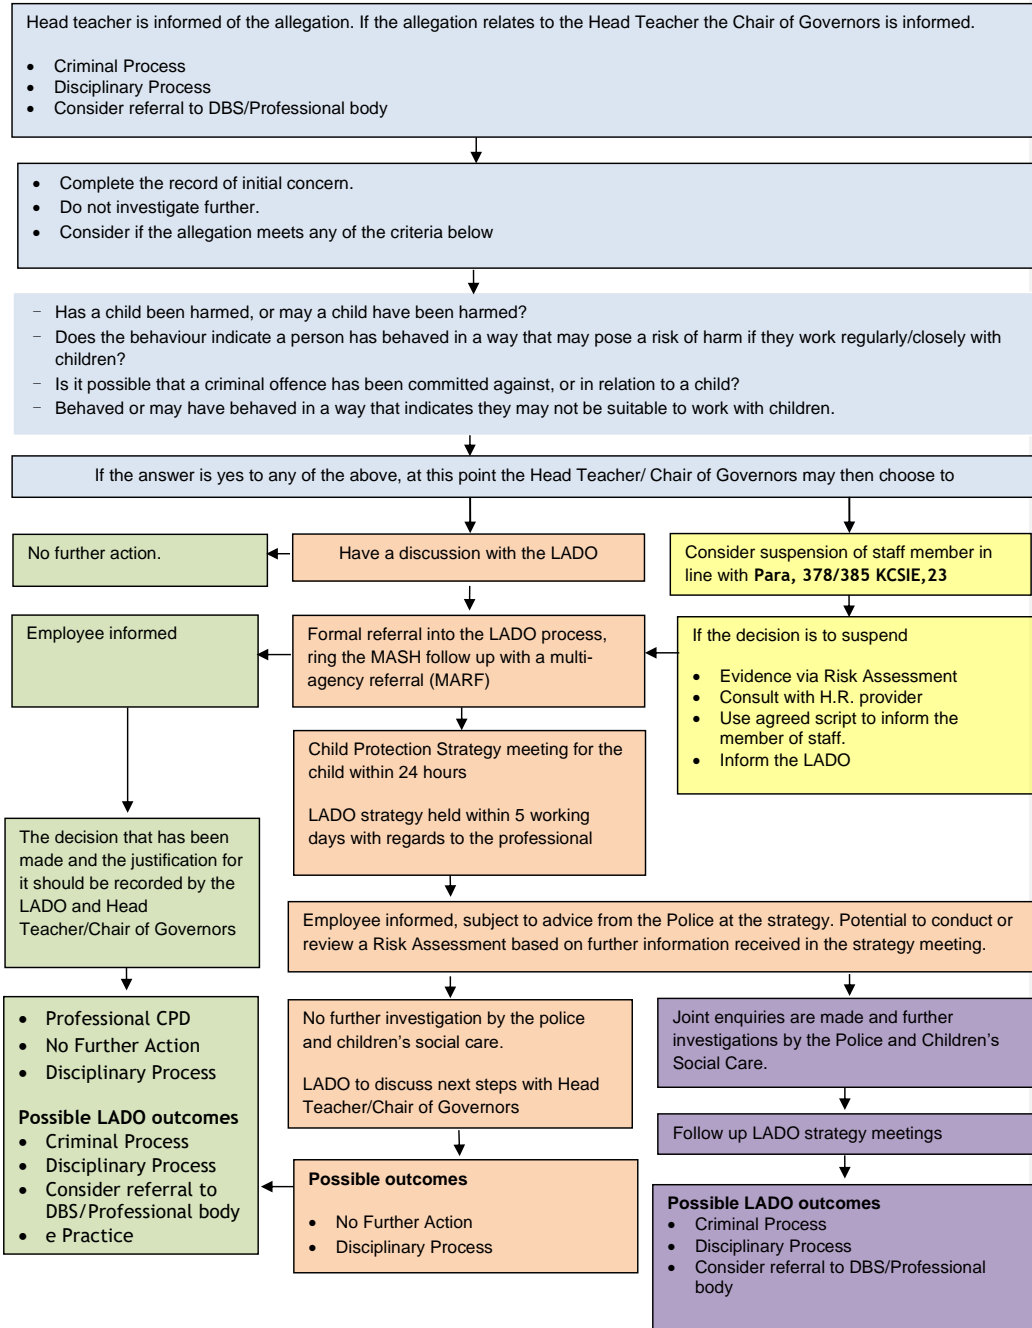 Head teacher is informed of the allegation. If the allegation relates to the Head Teacher the Chair of Governors is informed.
• Criminal Process
• Disciplinary Process
• Consider referral to DBS/Professional body
• Complete the record of initial concern.
• Do not investigate further.
• Consider if the allegation meets any of the criteria below
− Has a child been harmed, or may a child have been harmed?
− Does the behaviour indicate a person has behaved in a way that may pose a risk of harm if they work regularly/closely with
children?
− Is it possible that a criminal offence has been committed against, or in relation to a child?
− Behaved or may have behaved in a way that indicates they may not be suitable to work with children.
If the answer is yes to any of the above, at this point the Head Teacher/ Chair of Governors may then choose to
No further action.
Have a discussion with the LADO
Consider suspension of staff member in
line with Para, 378/385 KCSIE,23
Employee informed
Formal referral into the LADO process,
ring the MASH follow up with a multi-
agency referral (MARF)
If the decision is to suspend
• Evidence via Risk Assessment
• Consult with H.R. provider
• Use agreed script to inform the
member of staff.
• Inform the LADO
Child Protection Strategy meeting for the
child within 24 hours
LADO strategy held within 5 working
days with regards to the professional
The decision that has been
made and the justification for
it should be recorded by the
LADO and Head
Teacher/Chair of Governors
Employee informed, subject to advice from the Police at the strategy. Potential to conduct or
review a Risk Assessment based on further information received in the strategy meeting.
• Professional CPD
• No Further Action
• Disciplinary Process
Possible LADO outcomes
• Criminal Process
• Disciplinary Process
• Consider referral to
DBS/Professional body
• e Practice
No further investigation by the police
and children's social care.
LADO to discuss next steps with Head
Teacher/Chair of Governors
Joint enquiries are made and further
investigations by the Police and Children's
Social Care.
Follow up LADO strategy meetings
Possible outcomes
• No Further Action
• Disciplinary Process
Possible LADO outcomes
• Criminal Process
• Disciplinary Process
• Consider referral to DBS/Professional
body